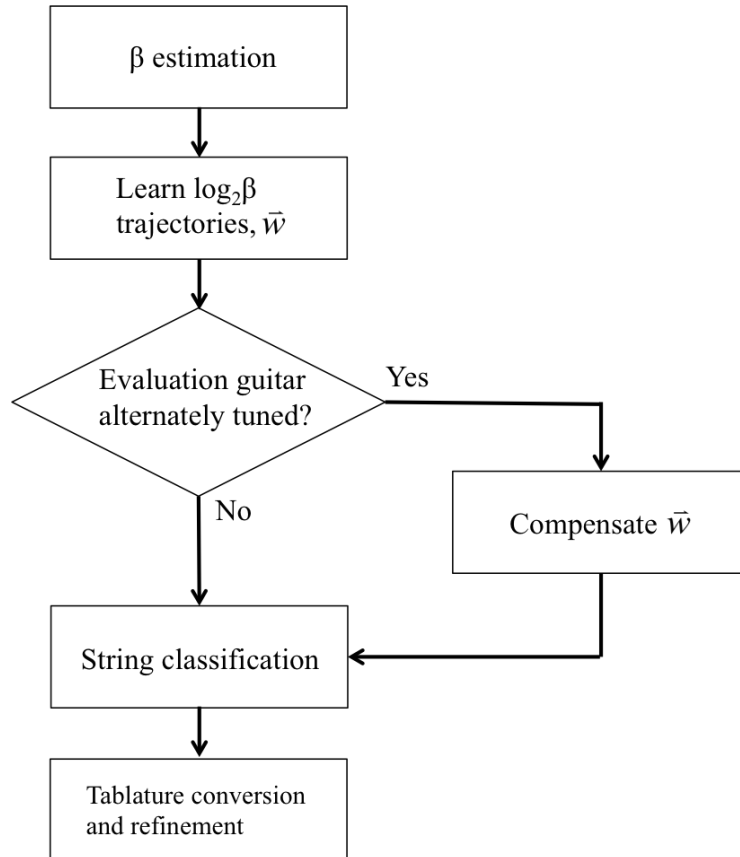 β estimation
Learn log₂β
trajectories, w̄
Evaluation guitar
alternately tuned?
Yes
No
Compensate w̄
String classification
Tablature conversion
and refinement